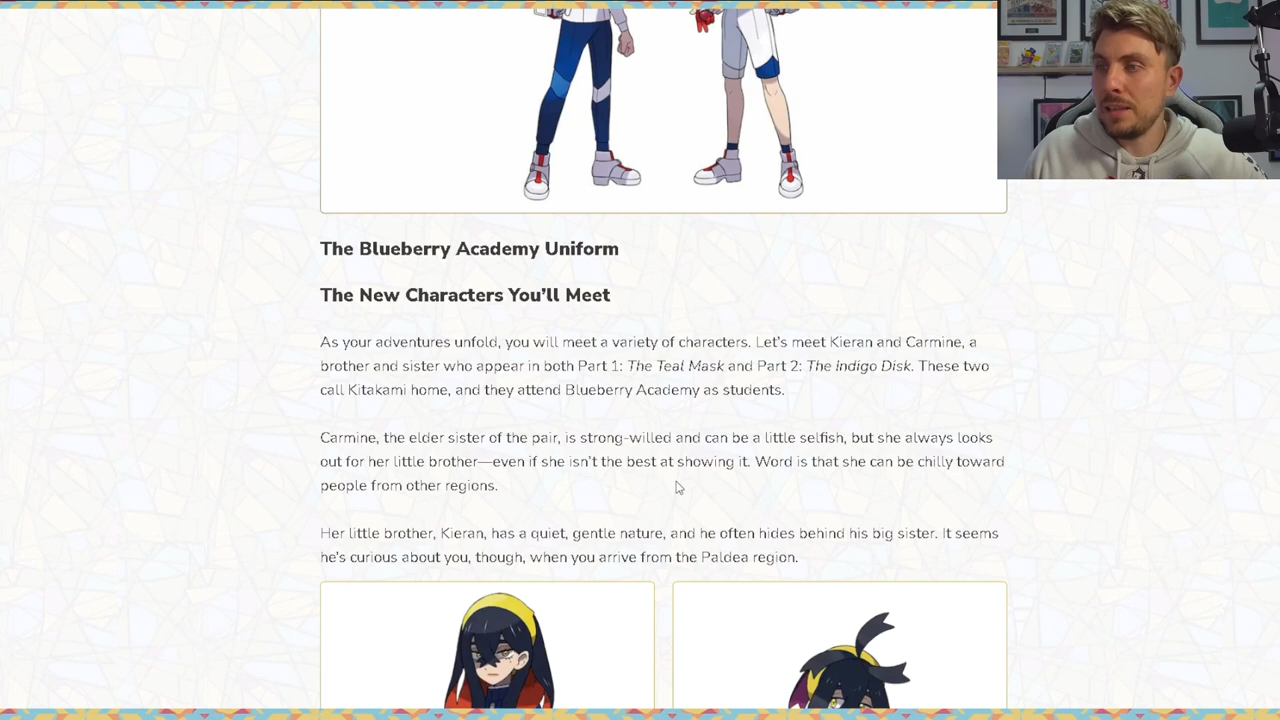 The Blueberry Academy Uniform
The New Characters You'll Meet
As your adventures unfold, you will meet a variety of characters. Let's meet Kieran and Carmine, a
brother and sister who appear in both Part 1: The Teal Mask and Part 2: The Indigo Disk. These two
call Kitakami home, and they attend Blueberry Academy as students.
Carmine, the elder sister of the pair, is strong-willed and can be a little selfish, but she always looks
out for her little brother—even if she isn't the best at showing it. Word is that she can be chilly toward
people from other regions.
Her little brother, Kieran, has a quiet, gentle nature, and he often hides behind his big sister. It seems
he's curious about you, though, when you arrive from the Paldea region.